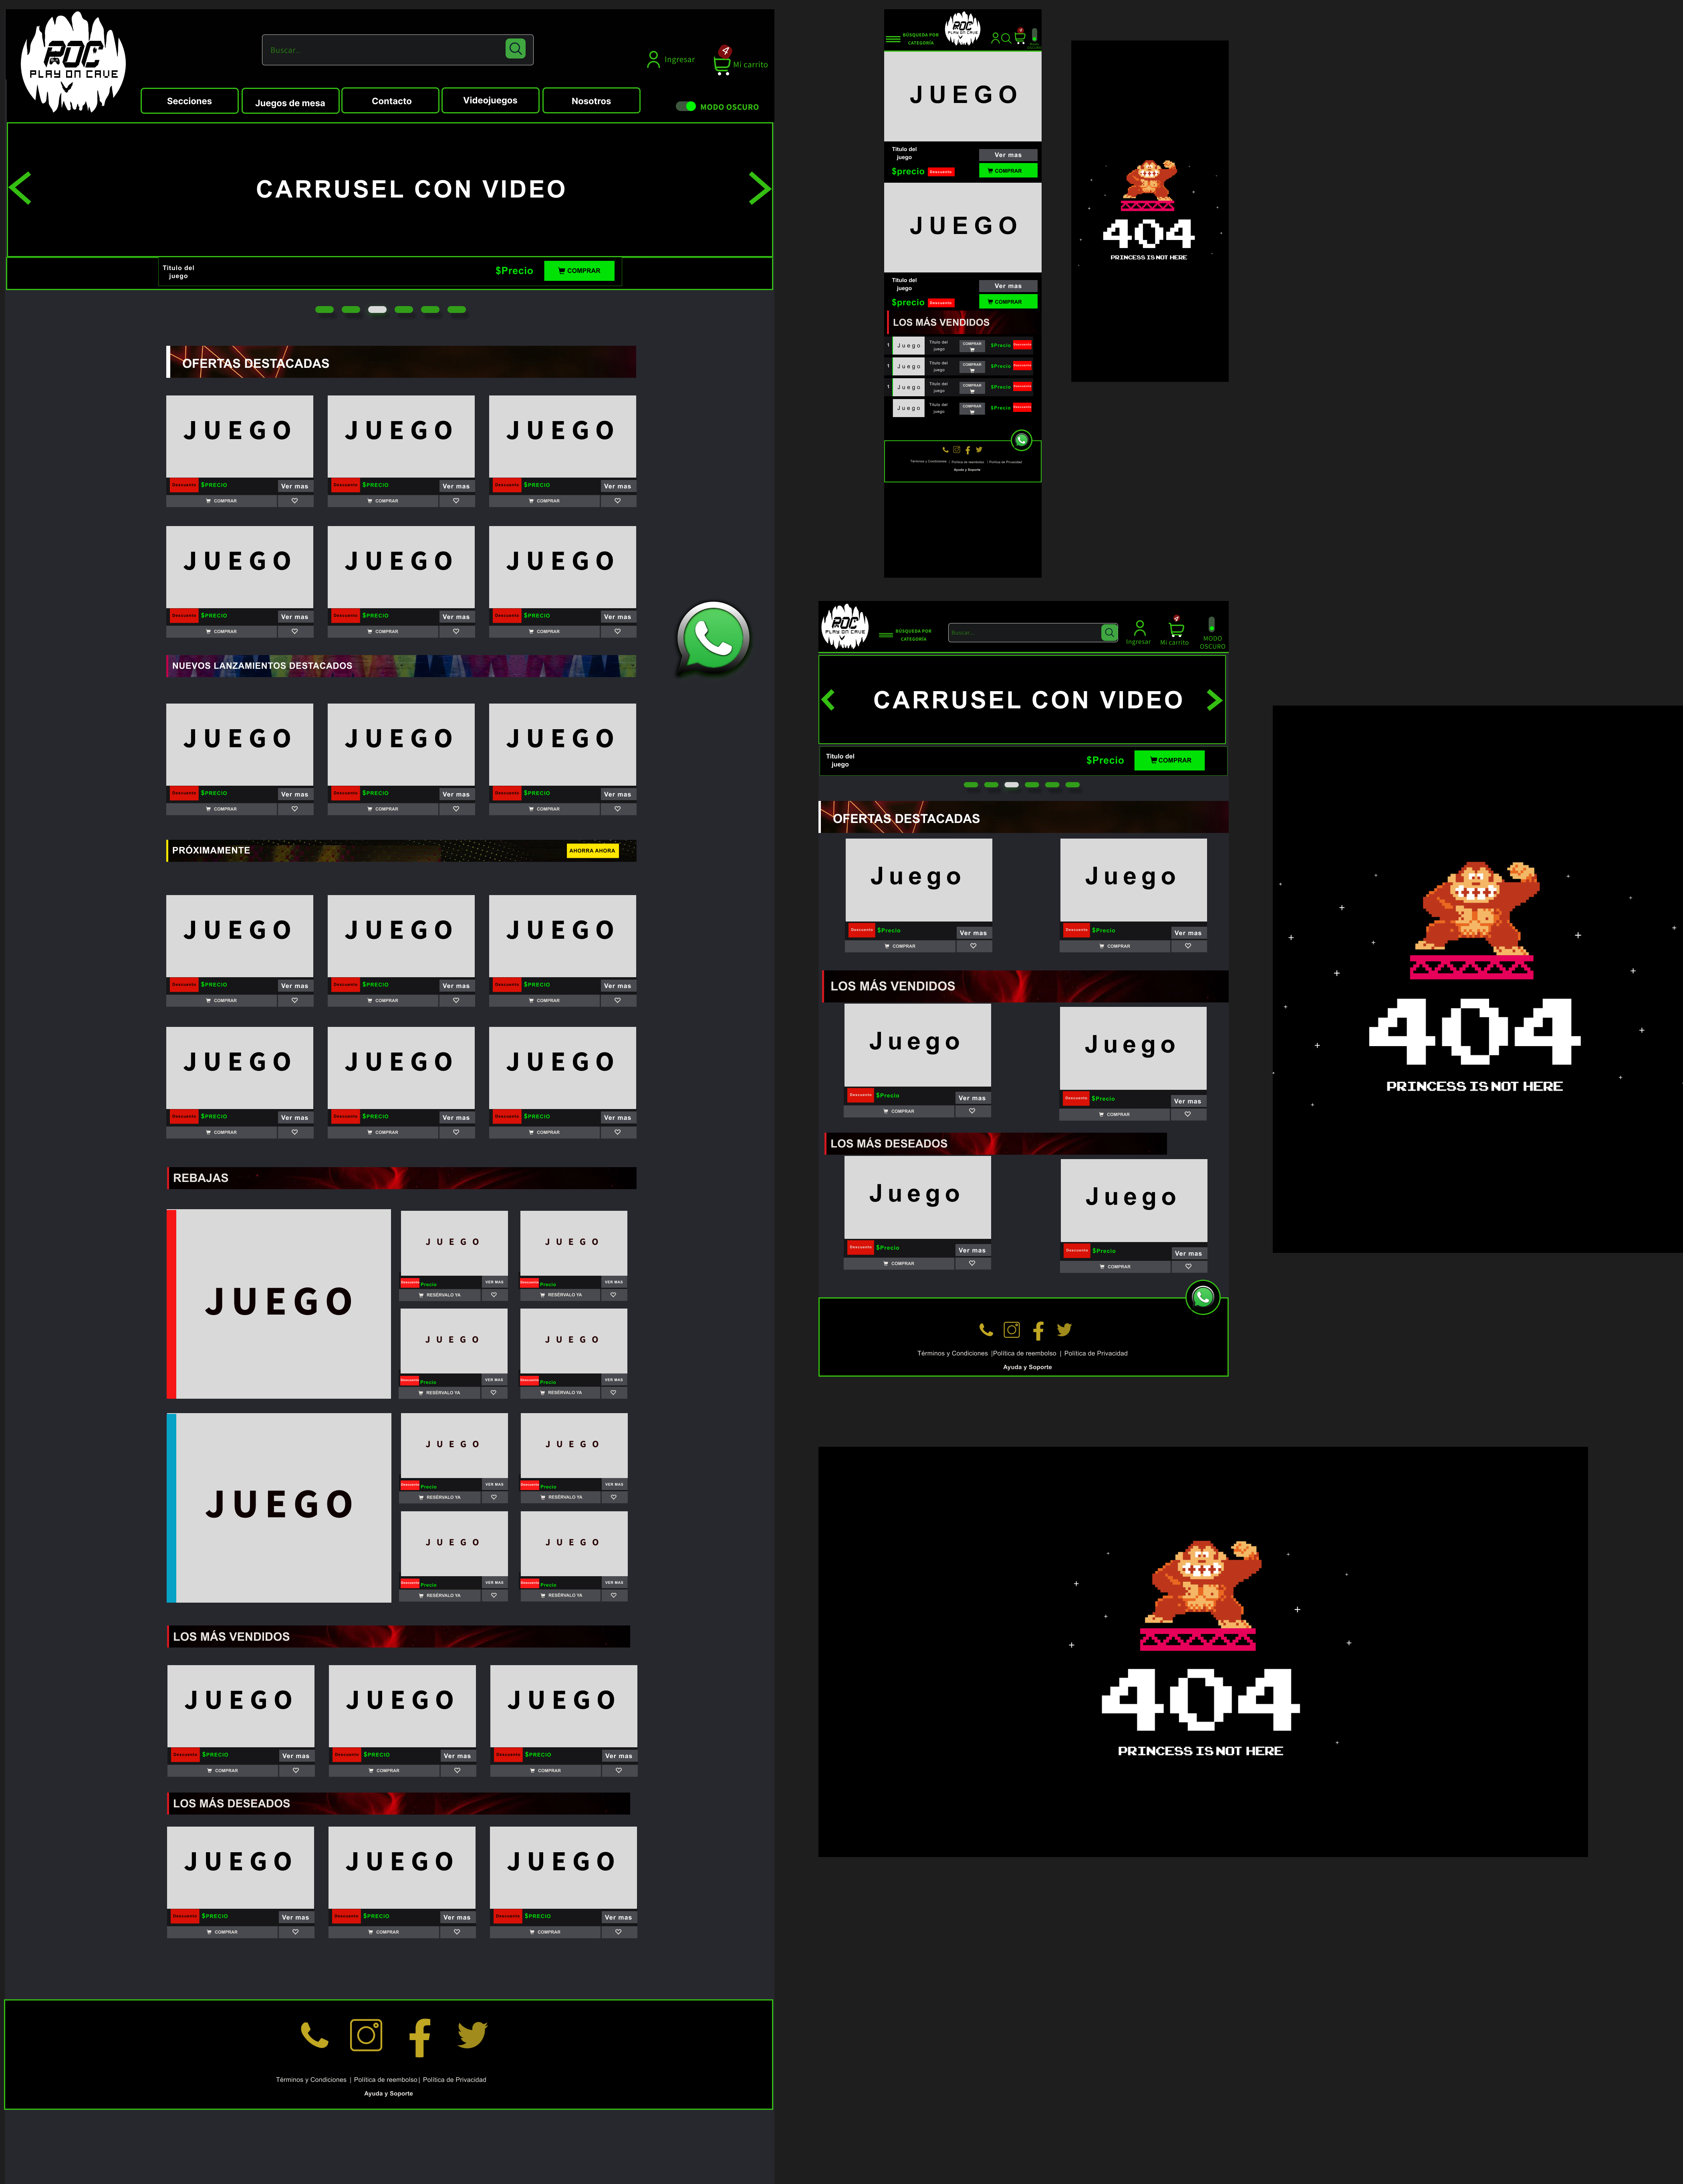 POC
PLAY ON CAVE
Buscar...
Ingresar
4
Mi carrito
Secciones
Juegos de mesa
Contacto
Videojuegos
Nosotros
MODO OSCURO
CARRUSEL CON VIDEO
Titulo del
juego
$Precio
COMPRAR
OFERTAS DESTACADAS
JUEGO JUEGO JUEGO
Descuento $PRECIO Ver mas Descuento $PRECIO Ver mas Descuento $PRECIO Ver mas
COMPRAR COMPRAR COMPRAR
JUEGO JUEGO JUEGO
Descuento $PRECIO Ver mas Descuento $PRECIO Ver mas Descuento $PRECIO Ver mas
COMPRAR COMPRAR COMPRAR
NUEVOS LANZAMIENTOS DESTACADOS
JUEGO JUEGO JUEGO
Descuento $PRECIO Ver mas Descuento $PRECIO Ver mas Descuento $PRECIO Ver mas
COMPRAR COMPRAR COMPRAR
PRÓXIMAMENTE
AHORRA AHORA
JUEGO JUEGO JUEGO
Descuento $PRECIO Ver mas Descuento $PRECIO Ver mas Descuento $PRECIO Ver mas
COMPRAR COMPRAR COMPRAR
JUEGO JUEGO JUEGO
Descuento $PRECIO Ver mas Descuento $PRECIO Ver mas Descuento $PRECIO Ver mas
COMPRAR COMPRAR COMPRAR
REBAJAS
JUEGO
JUEGO JUEGO
Descuento Precio VER MAS Descuento Precio VER MAS
RESÉRVALO YA RESÉRVALO YA
JUEGO JUEGO
Descuento Precio VER MAS Descuento Precio VER MAS
RESÉRVALO YA RESÉRVALO YA
JUEGO
JUEGO JUEGO
Descuento Precio VER MAS Descuento Precio VER MAS
RESÉRVALO YA RESÉRVALO YA
JUEGO JUEGO
Descuento Precio VER MAS Descuento Precio VER MAS
RESÉRVALO YA RESÉRVALO YA
LOS MÁS VENDIDOS
JUEGO JUEGO JUEGO
Descuento $PRECIO Ver mas Descuento $PRECIO Ver mas Descuento $PRECIO Ver mas
COMPRAR COMPRAR COMPRAR
LOS MÁS DESEADOS
JUEGO JUEGO JUEGO
Descuento $PRECIO Ver mas Descuento $PRECIO Ver mas Descuento $PRECIO Ver mas
COMPRAR COMPRAR COMPRAR
Términos y Condiciones | Política de reembolso | Política de Privacidad
Ayuda y Soporte
BÚSQUEDA POR
CATEGORÍA
POC
PLAY ON CAVE
4
MODO
OSCURO
JUEGO
Titulo del
juego
Ver mas
$precio Descuento COMPRAR
JUEGO
Titulo del
juego
Ver mas
$precio Descuento COMPRAR
LOS MÁS VENDIDOS
1 Juego Titulo del juego COMPRAR $Precio Descuento
1 Juego Titulo del juego COMPRAR $Precio Descuento
1 Juego Titulo del juego COMPRAR $Precio Descuento
Juego Titulo del juego COMPRAR $Precio Descuento
Términos y Condiciones | Política de reembolso | Política de Privacidad
Ayuda y Soporte
404
PRINCESS IS NOT HERE
POC
PLAY ON CAVE
BÚSQUEDA POR
CATEGORÍA
Buscar...
Ingresar
4
Mi carrito
MODO
OSCURO
CARRUSEL CON VIDEO
Titulo del
juego
$Precio
COMPRAR
OFERTAS DESTACADAS
Juego Juego
Descuento $Precio Ver mas Descuento $Precio Ver mas
COMPRAR COMPRAR
LOS MÁS VENDIDOS
Juego Juego
Descuento $Precio Ver mas Descuento $Precio Ver mas
COMPRAR COMPRAR
LOS MÁS DESEADOS
Juego Juego
Descuento $Precio Ver mas Descuento $Precio Ver mas
COMPRAR COMPRAR
Términos y Condiciones |Política de reembolso | Política de Privacidad
Ayuda y Soporte
404
PRINCESS IS NOT HERE
404
PRINCESS IS NOT HERE